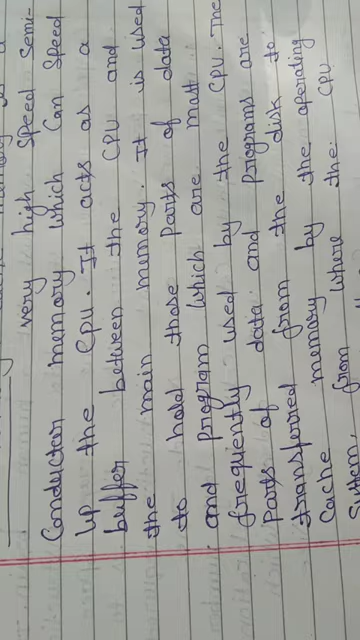 very high speed semi-
Conductor memory which can speed
up the CPU. It acts as a
buffer between the CPU and
the main memory. It is used
to hold those parts of data
and program which are mast
frequiently used by the CPU. The
Parts of data and programs are
transferred from the disk to
Cache memory by the operating
System, from where the CPU